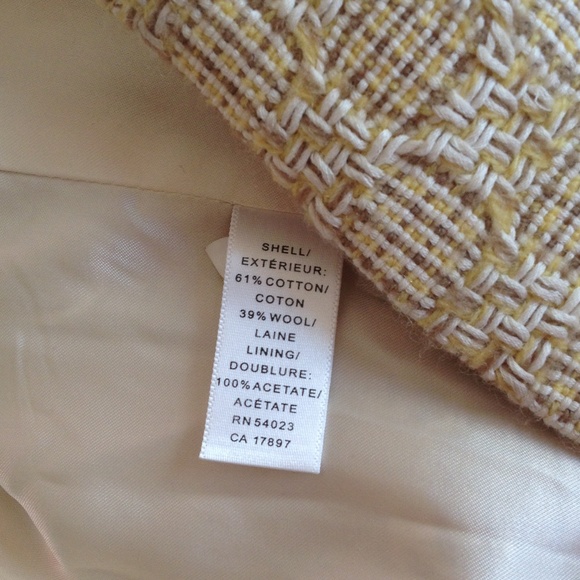 SHELL/
EXTÉRIEUR:
61% COTTON/
COTON
39% WOOL/
LAINE
LINING/
DOUBLURE:
100% ACETATE/
ACÉTATE
RN 54023
CA 17897